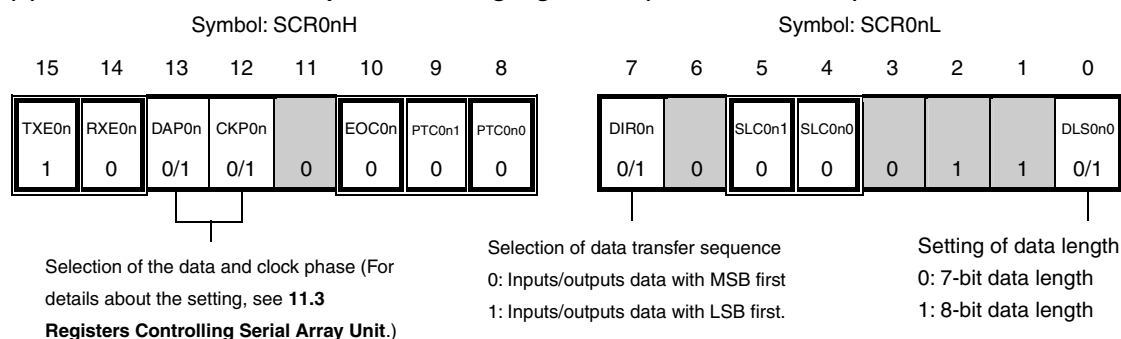 Symbol: SCR0nH
Symbol: SCR0nL
15 14 13 12 11 10 9 8
7 6 5 4 3 2 1 0
TXE0n RXE0n DAP0n CKP0n EOC0n PTC0n1 PTC0n0
DIR0n SLC0n1 SLC0n0 DLS0n0
1 0 0/1 0/1 0 0 0 0
0/1 0 0 0 0 1 1 0/1
Selection of the data and clock phase (For
details about the setting, see 11.3
Registers Controlling Serial Array Unit.)
Selection of data transfer sequence
0: Inputs/outputs data with MSB first
1: Inputs/outputs data with LSB first.
Setting of data length
0: 7-bit data length
1: 8-bit data length